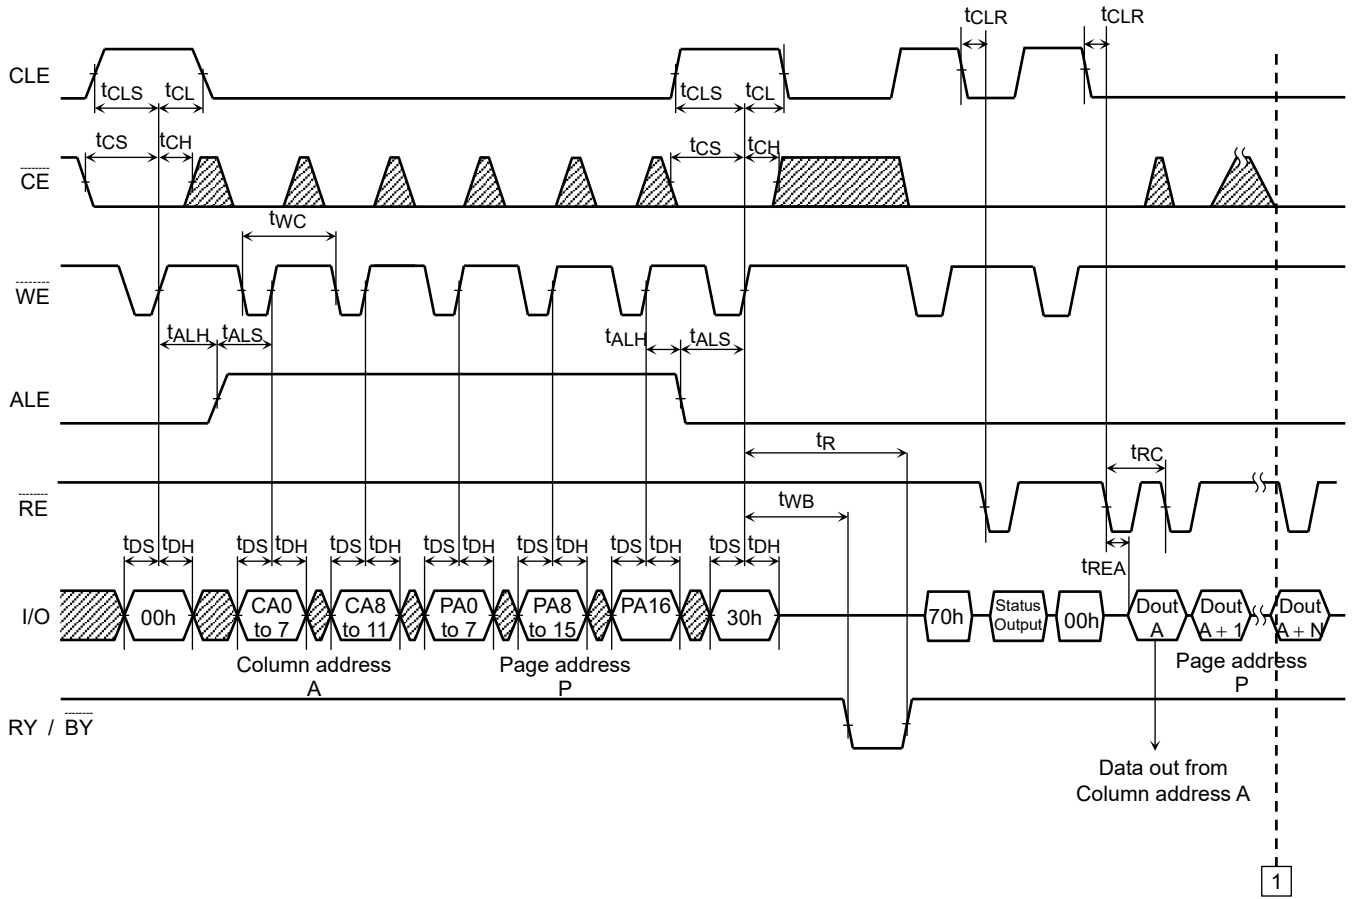 tCLR tCLR
CLE
tCLS tCL tCLS tCL
tCS tCH tCS tCH
CE
tWC
WE
tALH tALS tALH tALS
ALE
tR
tRC
RE
tWB
tDS tDH tDS tDH tDS tDH tDS tDH tDS tDH tDS tDH tDS tDH
tREA
I/O
00h
CA0
to 7
CA8
to 11
PA0
to 7
PA8
to 15
PA16
30h
70h
Status
Output
00h
Dout
A
Dout
A + 1
Dout
A + N
Column address
A
Page address
P
Page address
P
RY / BY
Data out from
Column address A
1